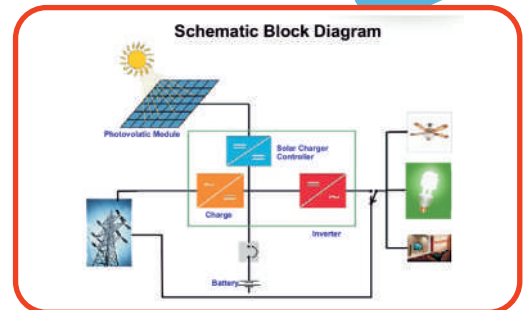 Schematic Block Diagram
Photovolatic Module
Solar Charger
Controller
Charge
Inverter
Battery